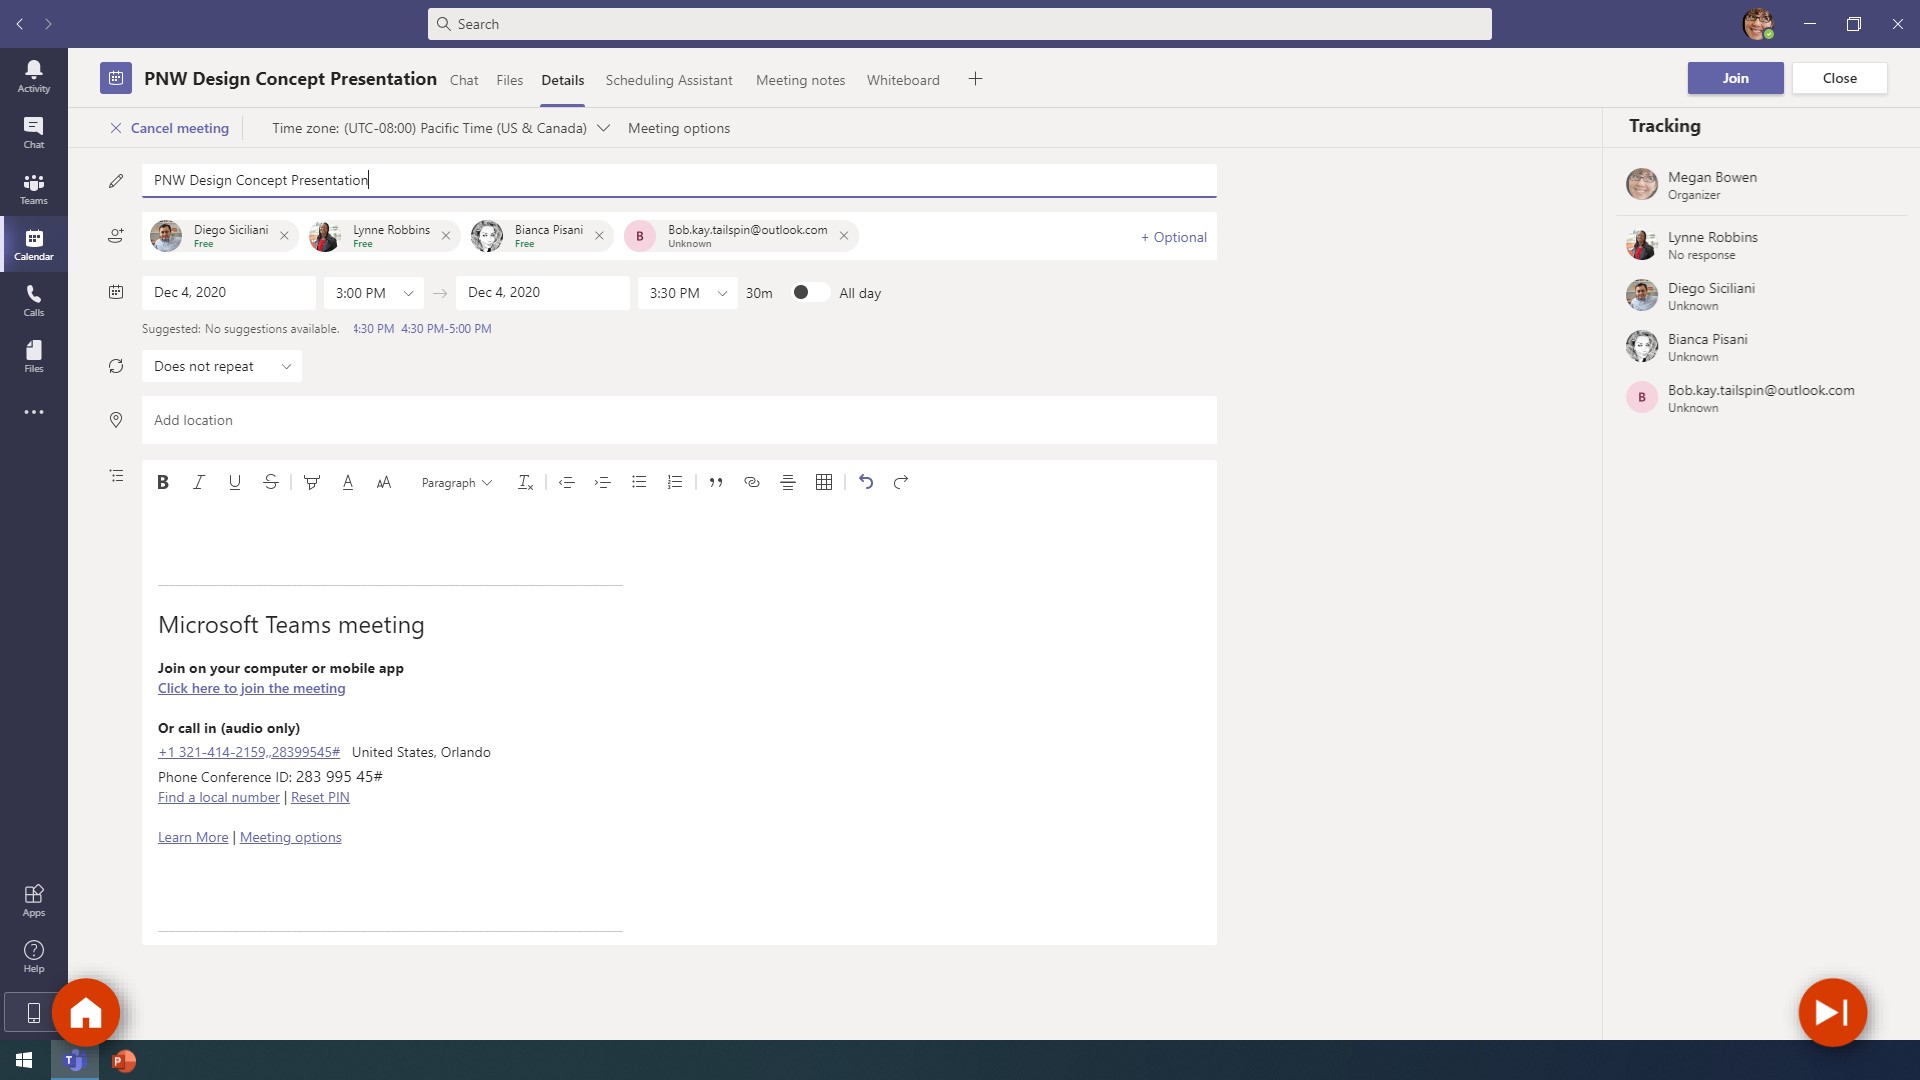 Search
Activity
Chat
Teams
Calendar
Calls
Files
Apps
Help
PNW Design Concept Presentation Chat Files Details Scheduling Assistant Meeting notes Whiteboard
Join Close
Cancel meeting Time zone: (UTC-08:00) Pacific Time (US & Canada) Meeting options
PNW Design Concept Presentation
Diego Siciliani Lynne Robbins Bianca Pisani B Bob.kay.tailspin@outlook.com
Free Free Free Unknown
+ Optional
Dec 4, 2020 3:00 PM Dec 4, 2020 3:30 PM 30m All day
Suggested: No suggestions available. 4:30 PM 4:30 PM-5:00 PM
Does not repeat
Add location
B I U S A AA Paragraph Tx
Microsoft Teams meeting
Join on your computer or mobile app
Click here to join the meeting
Or call in (audio only)
+1 321-414-2159,,28399545# United States, Orlando
Phone Conference ID: 283 995 45#
Find a local number | Reset PIN
Learn More | Meeting options
Tracking
Megan Bowen
Organizer
Lynne Robbins
No response
Diego Siciliani
Unknown
Bianca Pisani
Unknown
B Bob.kay.tailspin@outlook.com
Unknown
T P